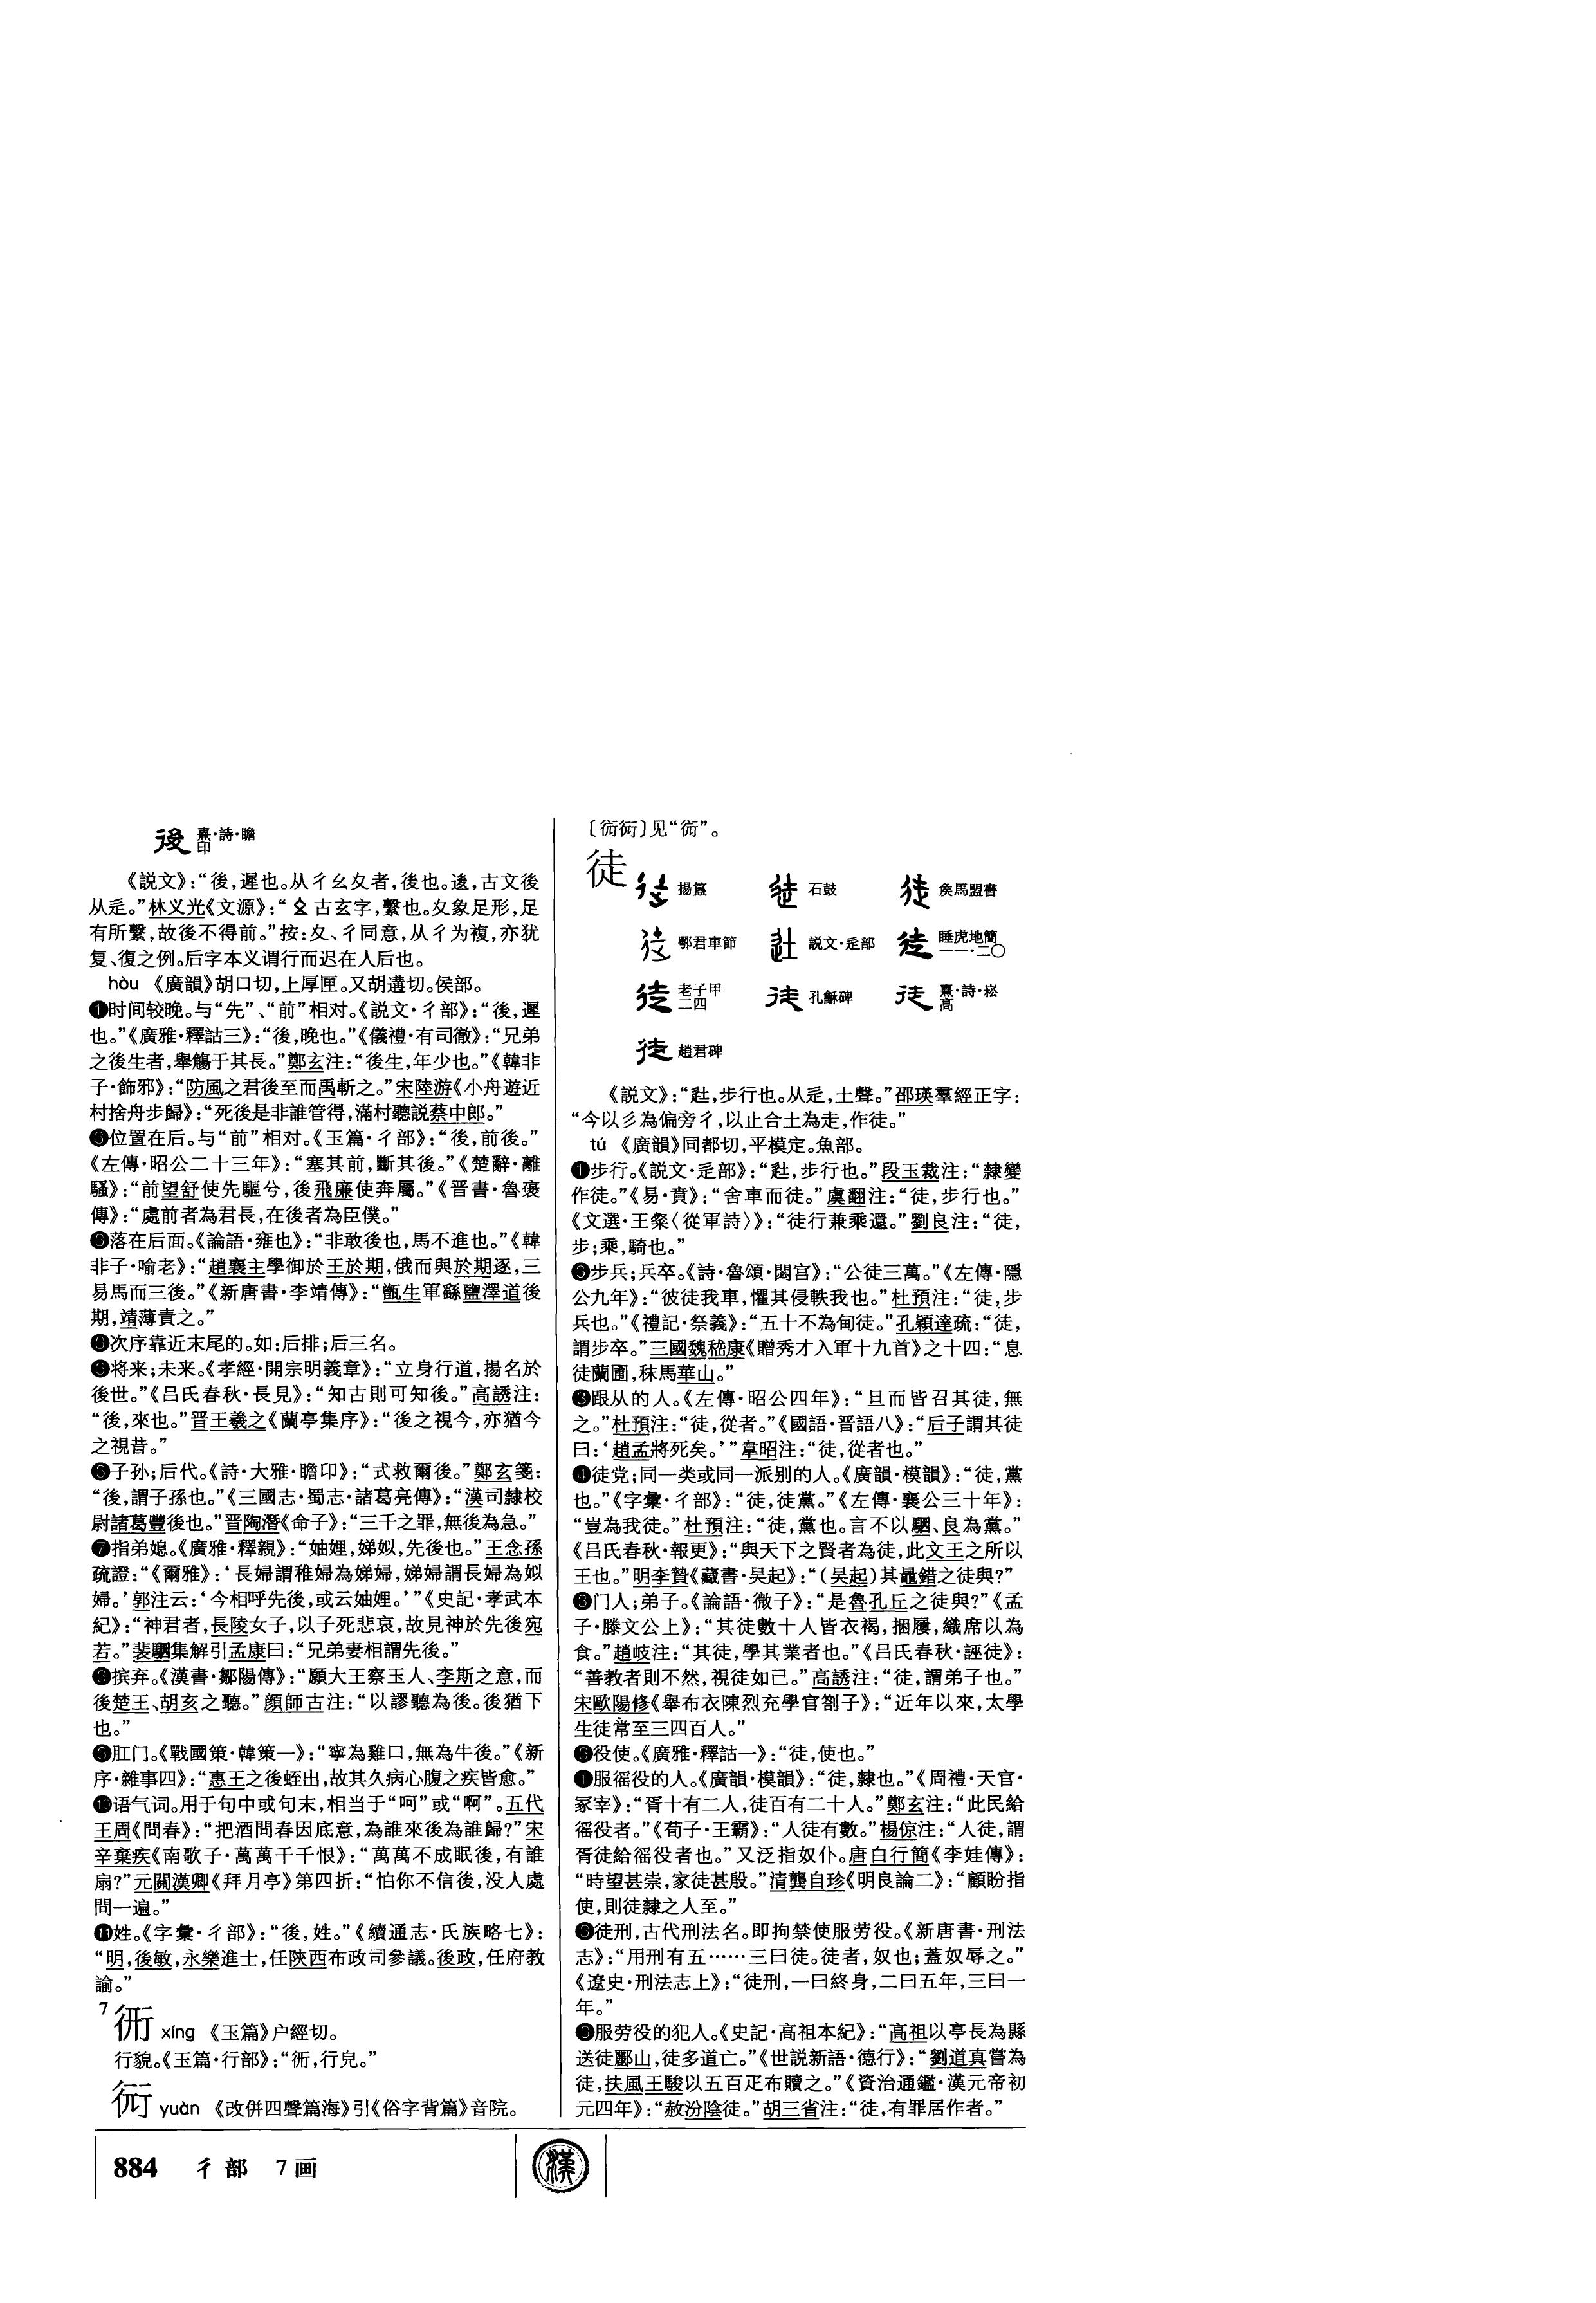 後 熹·詩·瞻
卬
《説文》：“後，遲也。从彳幺夊者，後也。𨒥，古文後
从辵。”林义光《文源》：“古玄字，繫也。夊象足形，足
有所繫，故後不得前。”按：夊、彳同意，从彳为複，亦犹
复、復之例。后字本义谓行而迟在人后也。
hòu 《廣韻》胡口切，上厚匣。又胡遘切。侯部。
❶时间较晚。与“先”、“前”相对。《説文·彳部》：“後，遲
也。”《廣雅·釋詁三》：“後，晚也。”《儀禮·有司徹》：“兄弟
之後生者，舉觴于其長。”鄭玄注：“後生，年少也。”《韓非
子·飾邪》：“防風之君後至而禹斬之。”宋陸游《小舟遊近
村捨舟步歸》：“死後是非誰管得，滿村聽説蔡中郎。”
❷位置在后。与“前”相对。《玉篇·彳部》：“後，前後。”
《左傳·昭公二十三年》：“塞其前，斷其後。”《楚辭·離
騷》：“前望舒使先驅兮，後飛廉使奔屬。”《晋書·魯褒
傳》：“處前者為君長，在後者為臣僕。”
❸落在后面。《論語·雍也》：“非敢後也，馬不進也。”《韓
非子·喻老》：“趙襄主學御於王於期，俄而與於期逐，三
易馬而三後。”《新唐書·李靖傳》：“甑生軍繇鹽澤道後
期，靖薄責之。”
❹次序靠近末尾的。如：后排；后三名。
❺将来；未来。《孝經·開宗明義章》：“立身行道，揚名於
後世。”《吕氏春秋·長見》：“知古則可知後。”高誘注：
“後，來也。”晋王羲之《蘭亭集序》：“後之視今，亦猶今
之視昔。”
❻子孙；后代。《詩·大雅·瞻卬》：“式救爾後。”鄭玄箋：
“後，謂子孫也。”《三國志·蜀志·諸葛亮傳》：“漢司隸校
尉諸葛豐後也。”晋陶潛《命子》：“三千之罪，無後為急。”
❼指弟媳。《廣雅·釋親》：“妯娌，娣姒，先後也。”王念孫
疏證：“《爾雅》：‘長婦謂稚婦為娣婦，娣婦謂長婦為姒
婦。’郭注云：‘今相呼先後，或云妯娌。’”《史記·孝武本
紀》：“神君者，長陵女子，以子死悲哀，故見神於先後宛
若。”裴駰集解引孟康曰：“兄弟妻相謂先後。”
❽摈弃。《漢書·鄒陽傳》：“願大王察玉人、李斯之意，而
後楚王、胡亥之聽。”顔師古注：“以謬聽為後。後猶下
也。”
❾肛门。《戰國策·韓策一》：“寧為雞口，無為牛後。”《新
序·雜事四》：“惠王之後蛭出，故其久病心腹之疾皆愈。”
❿语气词。用于句中或句末，相当于“呵”或“啊”。五代
王周《問春》：“把酒問春因底意，為誰來後為誰歸？”宋
辛棄疾《南歌子·萬萬千千恨》：“萬萬不成眠後，有誰
扇？”元關漢卿《拜月亭》第四折：“怕你不信後，没人處
問一遍。”
⓫姓。《字彙·彳部》：“後，姓。”《續通志·氏族略七》：
“明，後敏，永樂進士，任陝西布政司參議。後政，任府教
諭。”
7
xíng 《玉篇》户經切。
行貌。《玉篇·行部》：“，行皃。”
yuàn 《改併四聲篇海》引《俗字背篇》音院。
〔〕见“”。
徒 揚簋 石鼓 矦馬盟書
鄂君車節 説文·辵部 睡虎地簡
一一·二〇
老子甲
二四 孔龢碑 熹·詩·崧
高
趙君碑
《説文》：“𨑒，步行也。从辵，土聲。”邵瑛羣經正字：
“今以彡為偏旁彳，以止合土為走，作徒。”
tú 《廣韻》同都切，平模定。魚部。
❶步行。《説文·辵部》：“𨑒，步行也。”段玉裁注：“隸變
作徒。”《易·賁》：“舍車而徒。”虞翻注：“徒，步行也。”
《文選·王粲〈從軍詩〉》：“徒行兼乘還。”劉良注：“徒，
步；乘，騎也。”
❷步兵；兵卒。《詩·魯頌·閟宫》：“公徒三萬。”《左傳·隱
公九年》：“彼徒我車，懼其侵軼我也。”杜預注：“徒，步
兵也。”《禮記·祭義》：“五十不為甸徒。”孔穎達疏：“徒，
謂步卒。”三國魏嵇康《贈秀才入軍十九首》之十四：“息
徒蘭圃，秣馬華山。”
❸跟从的人。《左傳·昭公四年》：“旦而皆召其徒，無
之。”杜預注：“徒，從者。”《國語·晋語八》：“后子謂其徒
曰：‘趙孟將死矣。’”韋昭注：“徒，從者也。”
❹徒党；同一类或同一派别的人。《廣韻·模韻》：“徒，黨
也。”《字彙·彳部》：“徒，徒黨。”《左傳·襄公三十年》：
“豈為我徒。”杜預注：“徒，黨也。言不以駟、良為黨。”
《吕氏春秋·報更》：“與天下之賢者為徒，此文王之所以
王也。”明李贄《藏書·吴起》：“（吴起）其鼂錯之徒與？”
❺门人；弟子。《論語·微子》：“是魯孔丘之徒與？”《孟
子·滕文公上》：“其徒數十人皆衣褐，捆屨，織席以為
食。”趙岐注：“其徒，學其業者也。”《吕氏春秋·誣徒》：
“善教者則不然，視徒如己。”高誘注：“徒，謂弟子也。”
宋歐陽修《舉布衣陳烈充學官劄子》：“近年以來，太學
生徒常至三四百人。”
❻役使。《廣雅·釋詁一》：“徒，使也。”
❼服徭役的人。《廣韻·模韻》：“徒，隸也。”《周禮·天官·
冢宰》：“胥十有二人，徒百有二十人。”鄭玄注：“此民給
徭役者。”《荀子·王霸》：“人徒有數。”楊倞注：“人徒，謂
胥徒給徭役者也。”又泛指奴仆。唐白行簡《李娃傳》：
“時望甚崇，家徒甚殷。”清龔自珍《明良論二》：“顧盼指
使，則徒隸之人至。”
❽徒刑，古代刑法名。即拘禁使服劳役。《新唐書·刑法
志》：“用刑有五……三曰徒。徒者，奴也；蓋奴辱之。”
《遼史·刑法志上》：“徒刑，一曰終身，二曰五年，三曰一
年。”
❾服劳役的犯人。《史記·高祖本紀》：“高祖以亭長為縣
送徒酈山，徒多道亡。”《世説新語·德行》：“劉道真嘗為
徒，扶風王駿以五百疋布贖之。”《資治通鑑·漢元帝初
元四年》：“赦汾陰徒。”胡三省注：“徒，有罪居作者。”
884 彳部 7画 漢